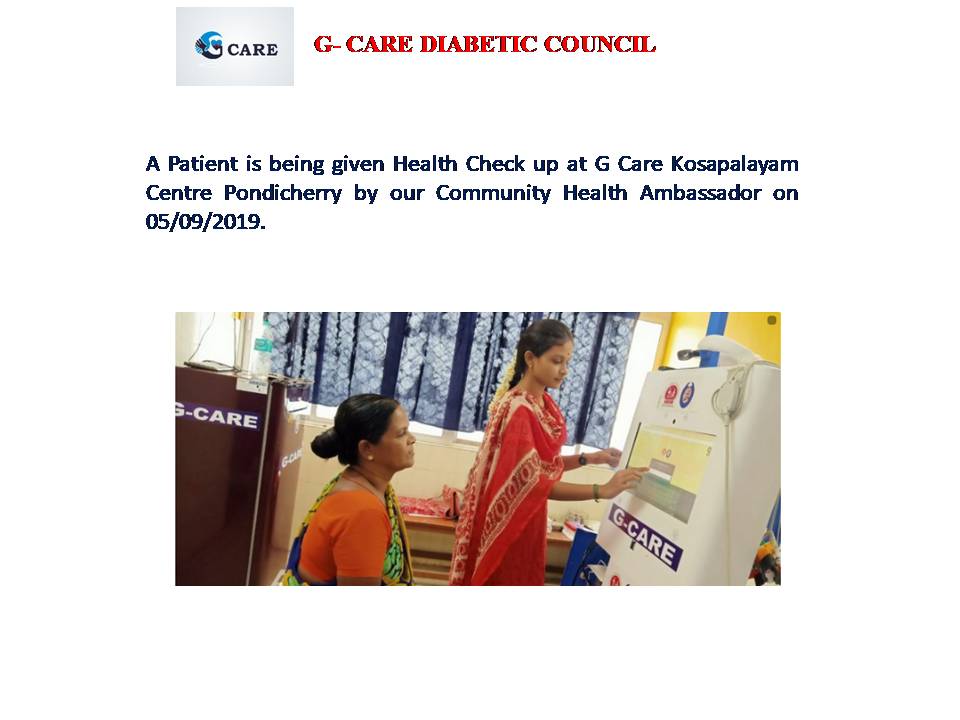 G CARE
G- CARE DIABETIC COUNCIL
A Patient is being given Health Check up at G Care Kosapalayam
Centre Pondicherry by our Community Health Ambassador on
05/09/2019.
G-CARE
G-CARE
G-CARE